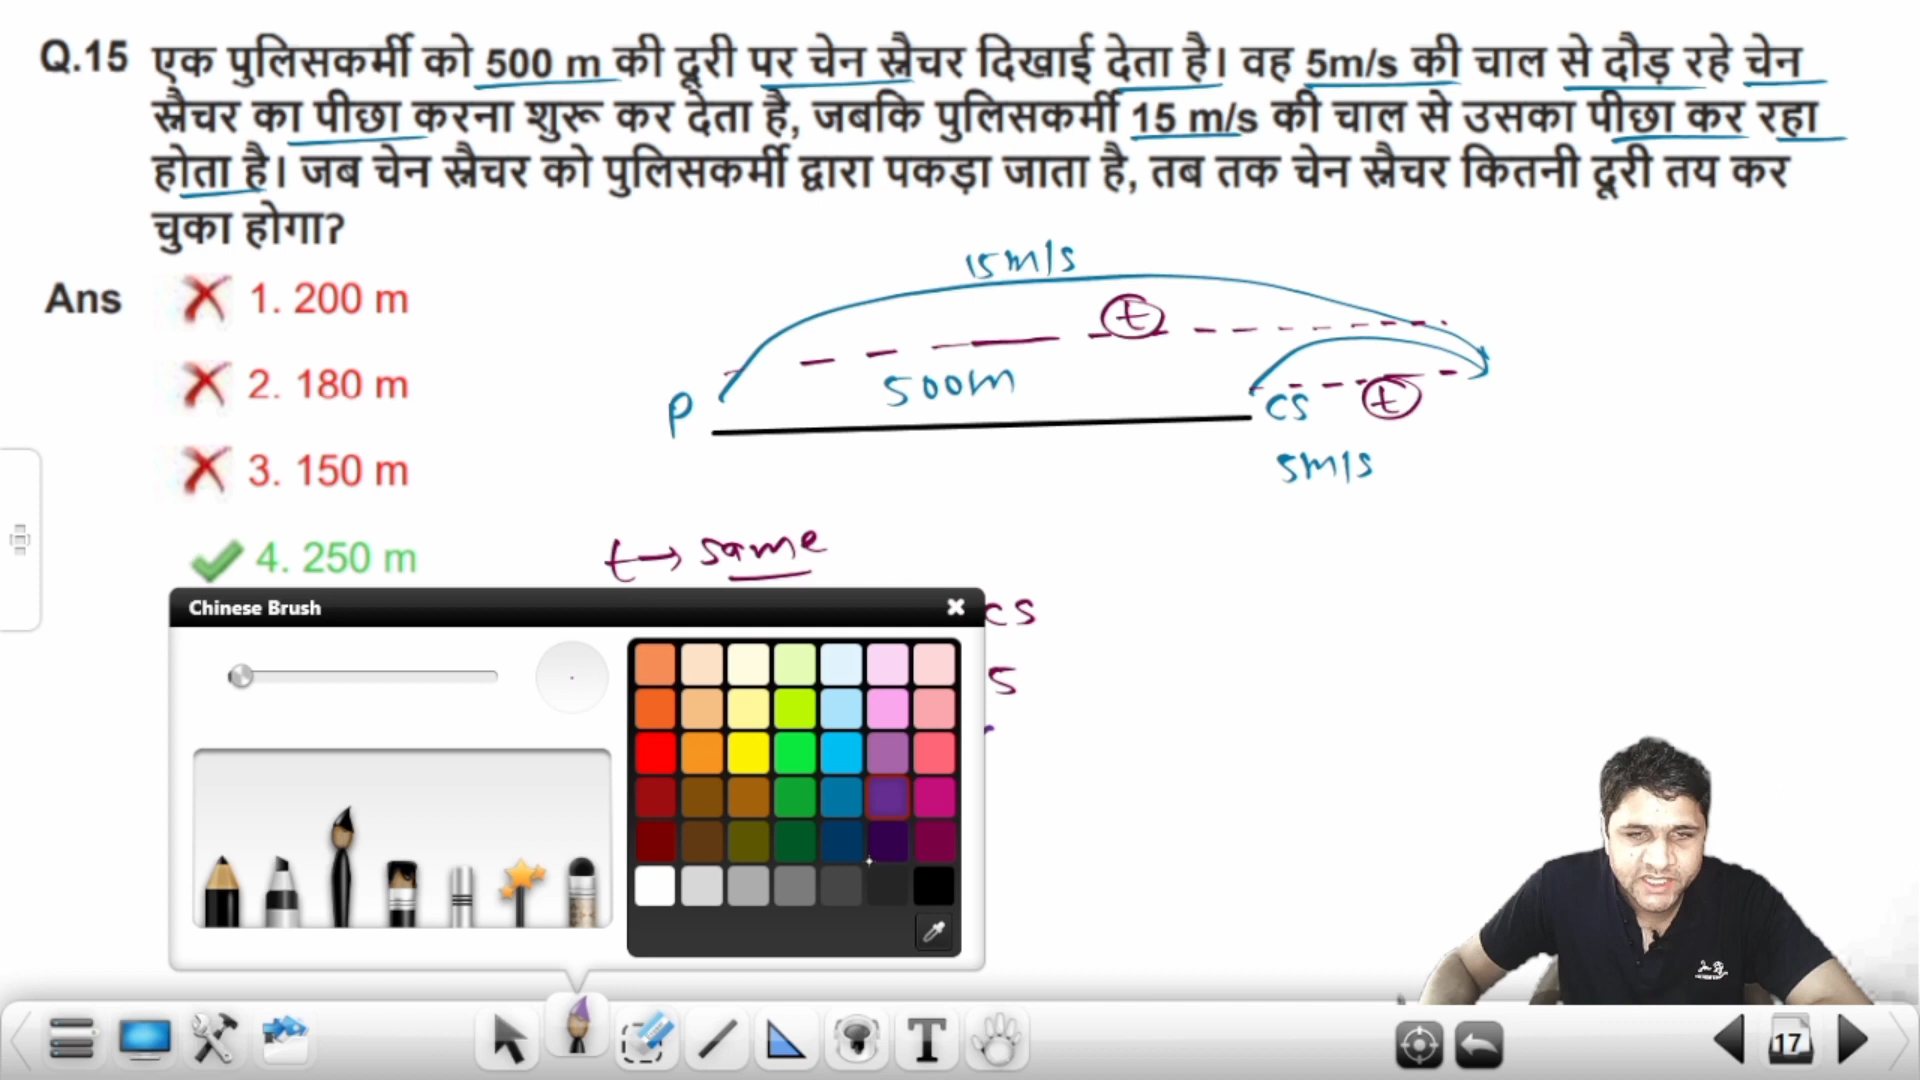 Q.15 एक पुलिसकर्मी को 500 m की दूरी पर चेन स्नैचर दिखाई देता है। वह 5m/s की चाल से दौड़ रहे चेन
स्नैचर का पीछा करना शुरू कर देता है, जबकि पुलिसकर्मी 15 m/s की चाल से उसका पीछा कर रहा
होता है। जब चेन स्नैचर को पुलिसकर्मी द्वारा पकड़ा जाता है, तब तक चेन स्नैचर कितनी दूरी तय कर
चुका होगा?
15m/s
Ans 1. 200 m
t
2. 180 m
500m
P
CS
t
3. 150 m
5m/s
4. 250 m
t → same
Chinese Brush
CS
5
T
17